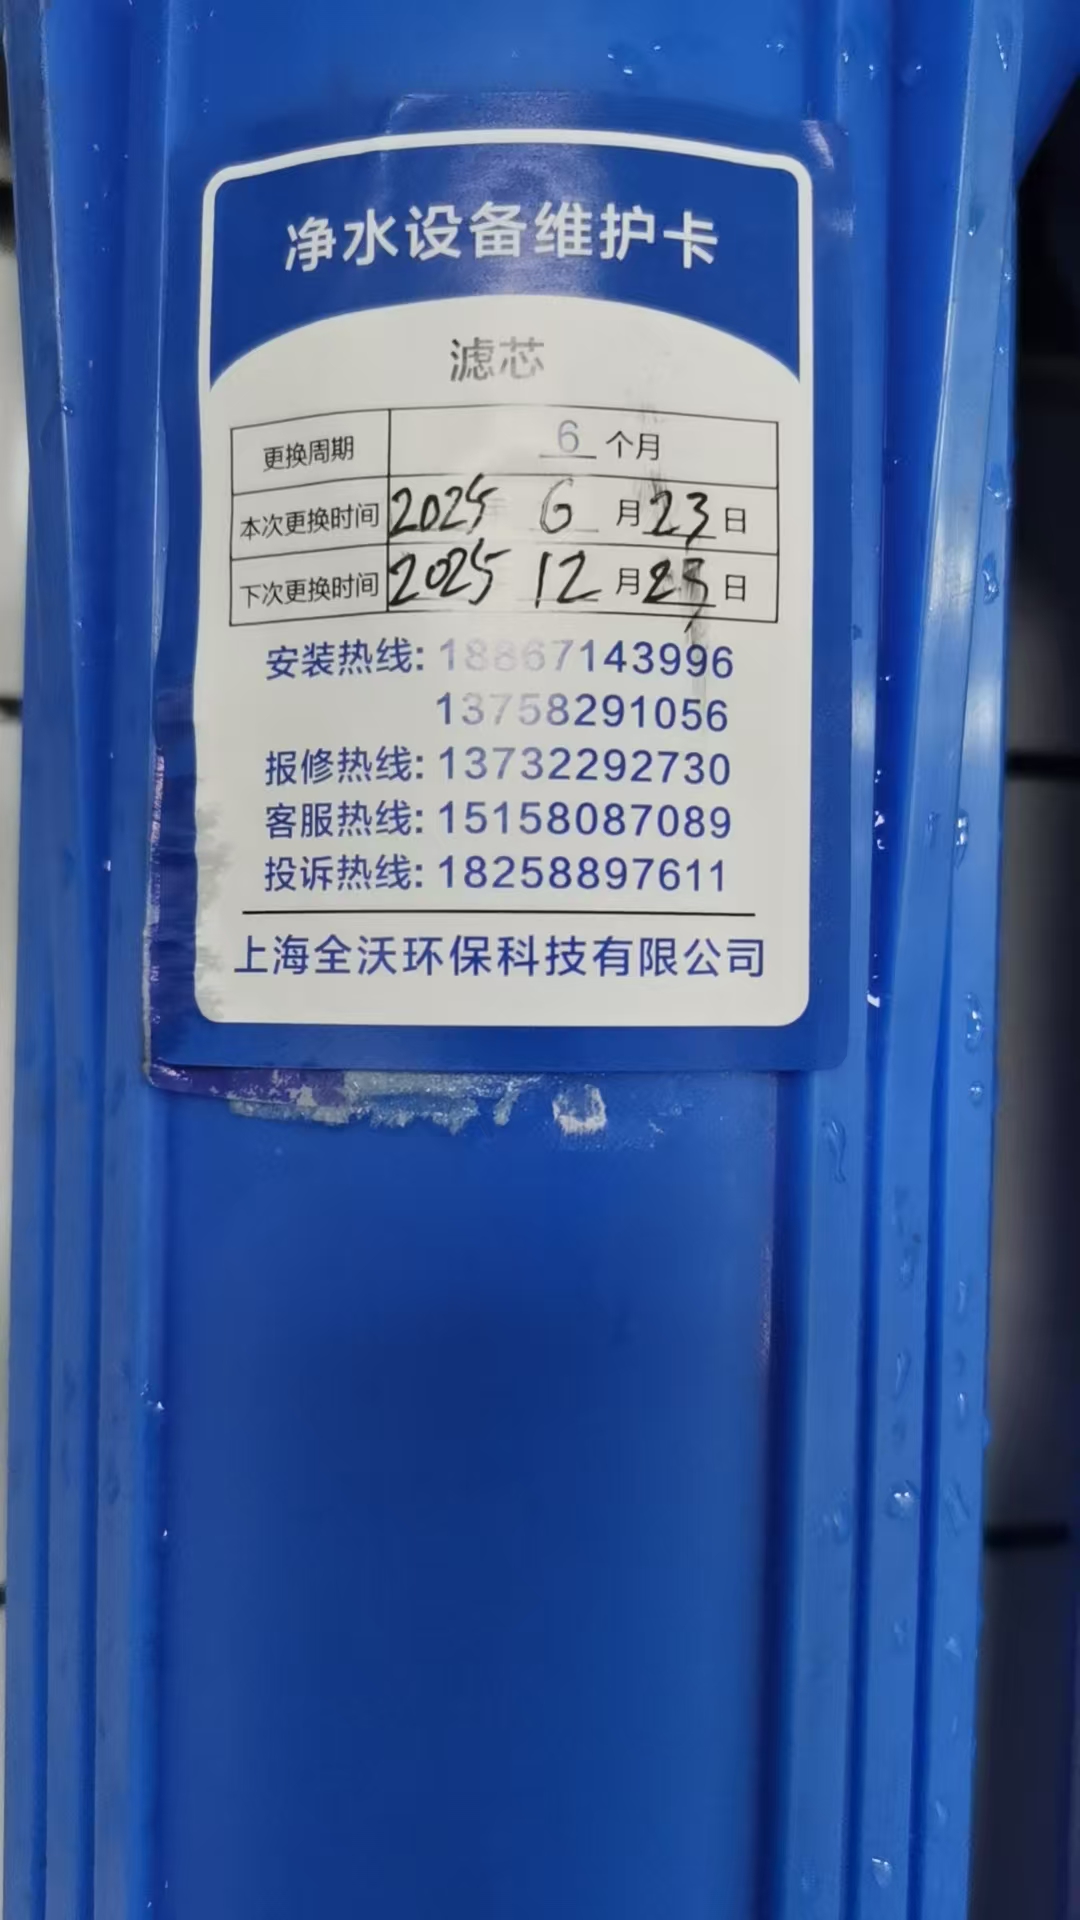 净水设备维护卡
滤芯
更换周期 6 个月
本次更换时间 2025 6 月 23 日
下次更换时间 2025 12 月 23 日
安装热线: 18867143996
13758291056
报修热线: 13732292730
客服热线: 15158087089
投诉热线: 18258897611
上海全沃环保科技有限公司